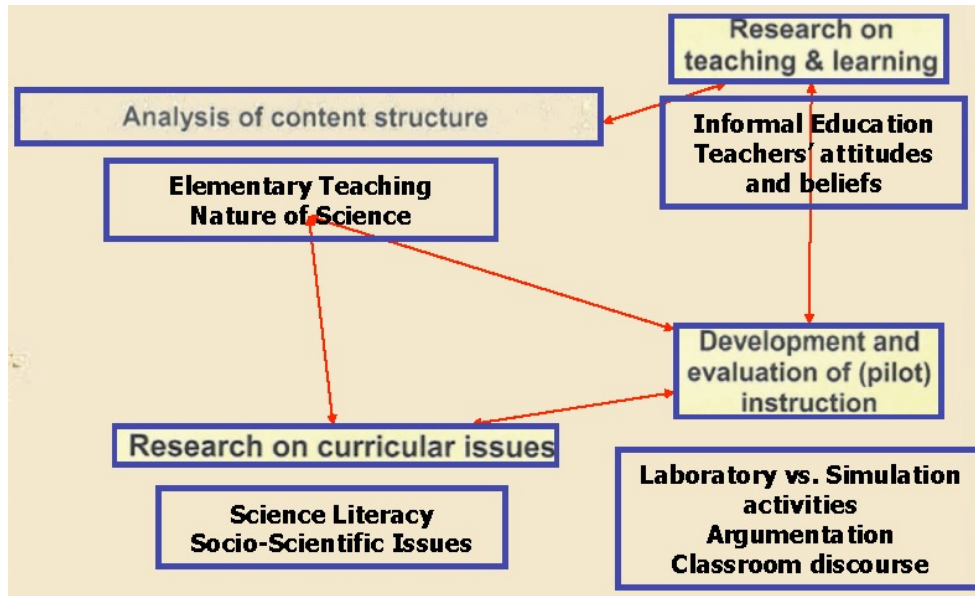 Research on
teaching & learning
Analysis of content structure
Informal Education
Teachers' attitudes
and beliefs
Elementary Teaching
Nature of Science
Development and
evaluation of (pilot)
instruction
Research on curricular issues
Laboratory vs. Simulation
activities
Argumentation
Classroom discourse
Science Literacy
Socio-Scientific Issues